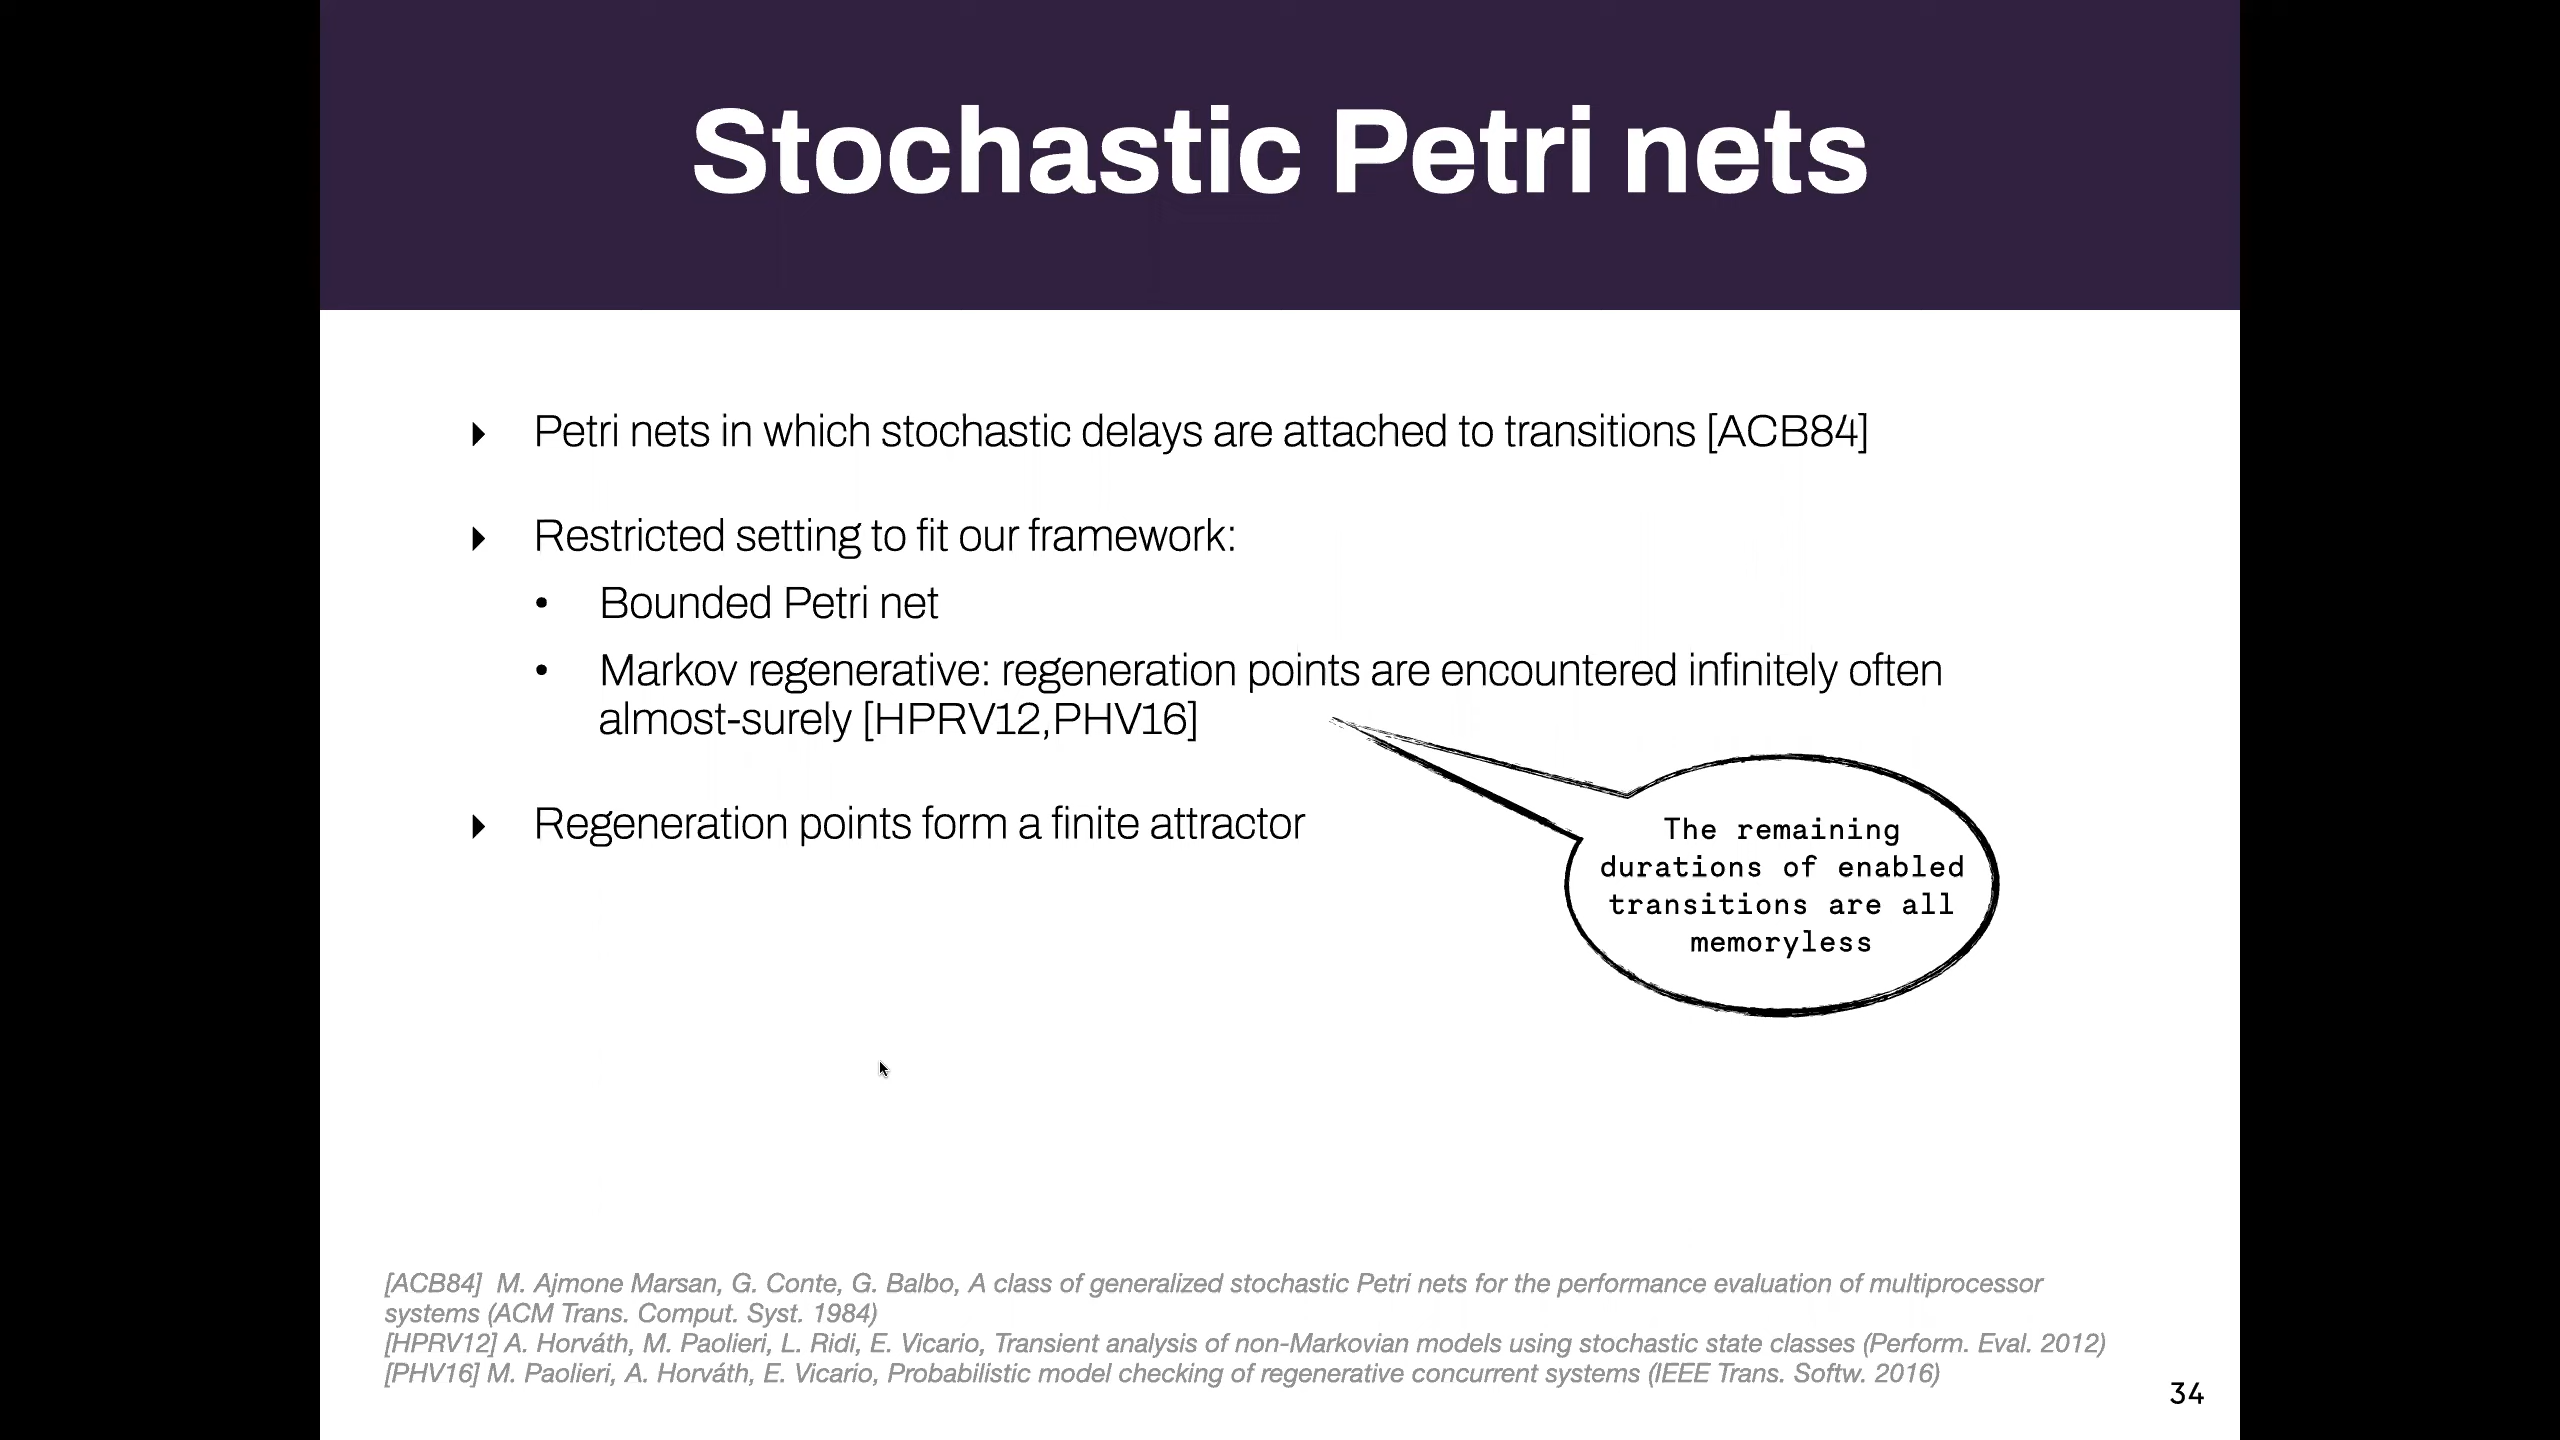 Stochastic Petri nets
Petri nets in which stochastic delays are attached to transitions [ACB84]
Restricted setting to fit our framework:
• Bounded Petri net
• Markov regenerative: regeneration points are encountered infinitely often
almost-surely [HPRV12,PHV16]
Regeneration points form a finite attractor
The remaining
durations of enabled
transitions are all
memoryless
[ACB84] M. Ajmone Marsan, G. Conte, G. Balbo, A class of generalized stochastic Petri nets for the performance evaluation of multiprocessor
systems (ACM Trans. Comput. Syst. 1984)
[HPRV12] A. Horváth, M. Paolieri, L. Ridi, E. Vicario, Transient analysis of non-Markovian models using stochastic state classes (Perform. Eval. 2012)
[PHV16] M. Paolieri, A. Horváth, E. Vicario, Probabilistic model checking of regenerative concurrent systems (IEEE Trans. Softw. 2016)
34